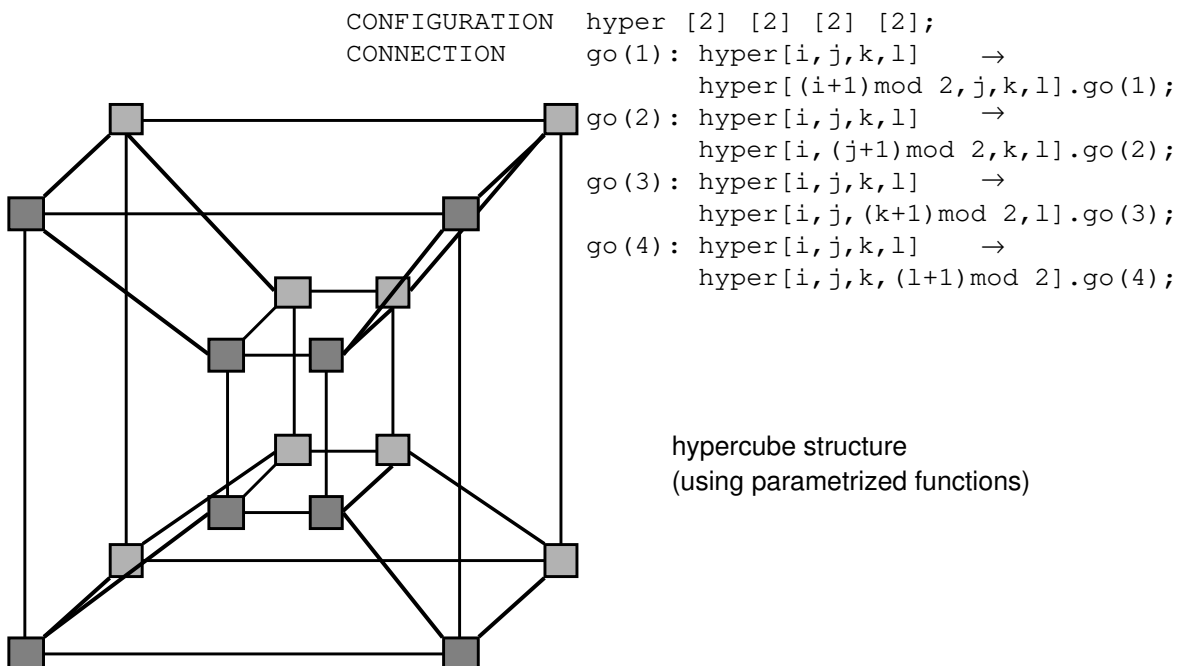 CONFIGURATION hyper [2] [2] [2] [2];
CONNECTION go(1): hyper[i,j,k,l] →
hyper[(i+1)mod 2,j,k,l].go(1);
go(2): hyper[i,j,k,l] →
hyper[i,(j+1)mod 2,k,l].go(2);
go(3): hyper[i,j,k,l] →
hyper[i,j,(k+1)mod 2,l].go(3);
go(4): hyper[i,j,k,l] →
hyper[i,j,k,(l+1)mod 2].go(4);
hypercube structure
(using parametrized functions)